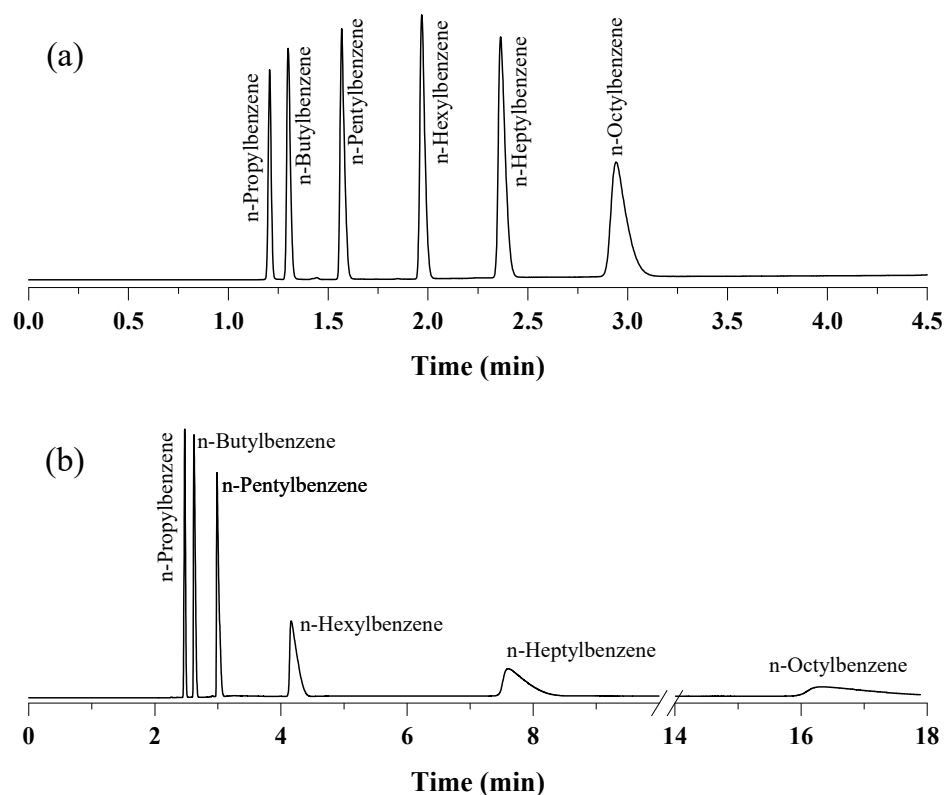 (a)
n-Propylbenzene
n-Butylbenzene
n-Pentylbenzene
n-Hexylbenzene
n-Heptylbenzene
n-Octylbenzene
0.0 0.5 1.0 1.5 2.0 2.5 3.0 3.5 4.0 4.5
Time (min)
(b)
n-Propylbenzene
n-Butylbenzene
n-Pentylbenzene
n-Hexylbenzene
n-Heptylbenzene
n-Octylbenzene
0 2 4 6 8 14 16 18
Time (min)